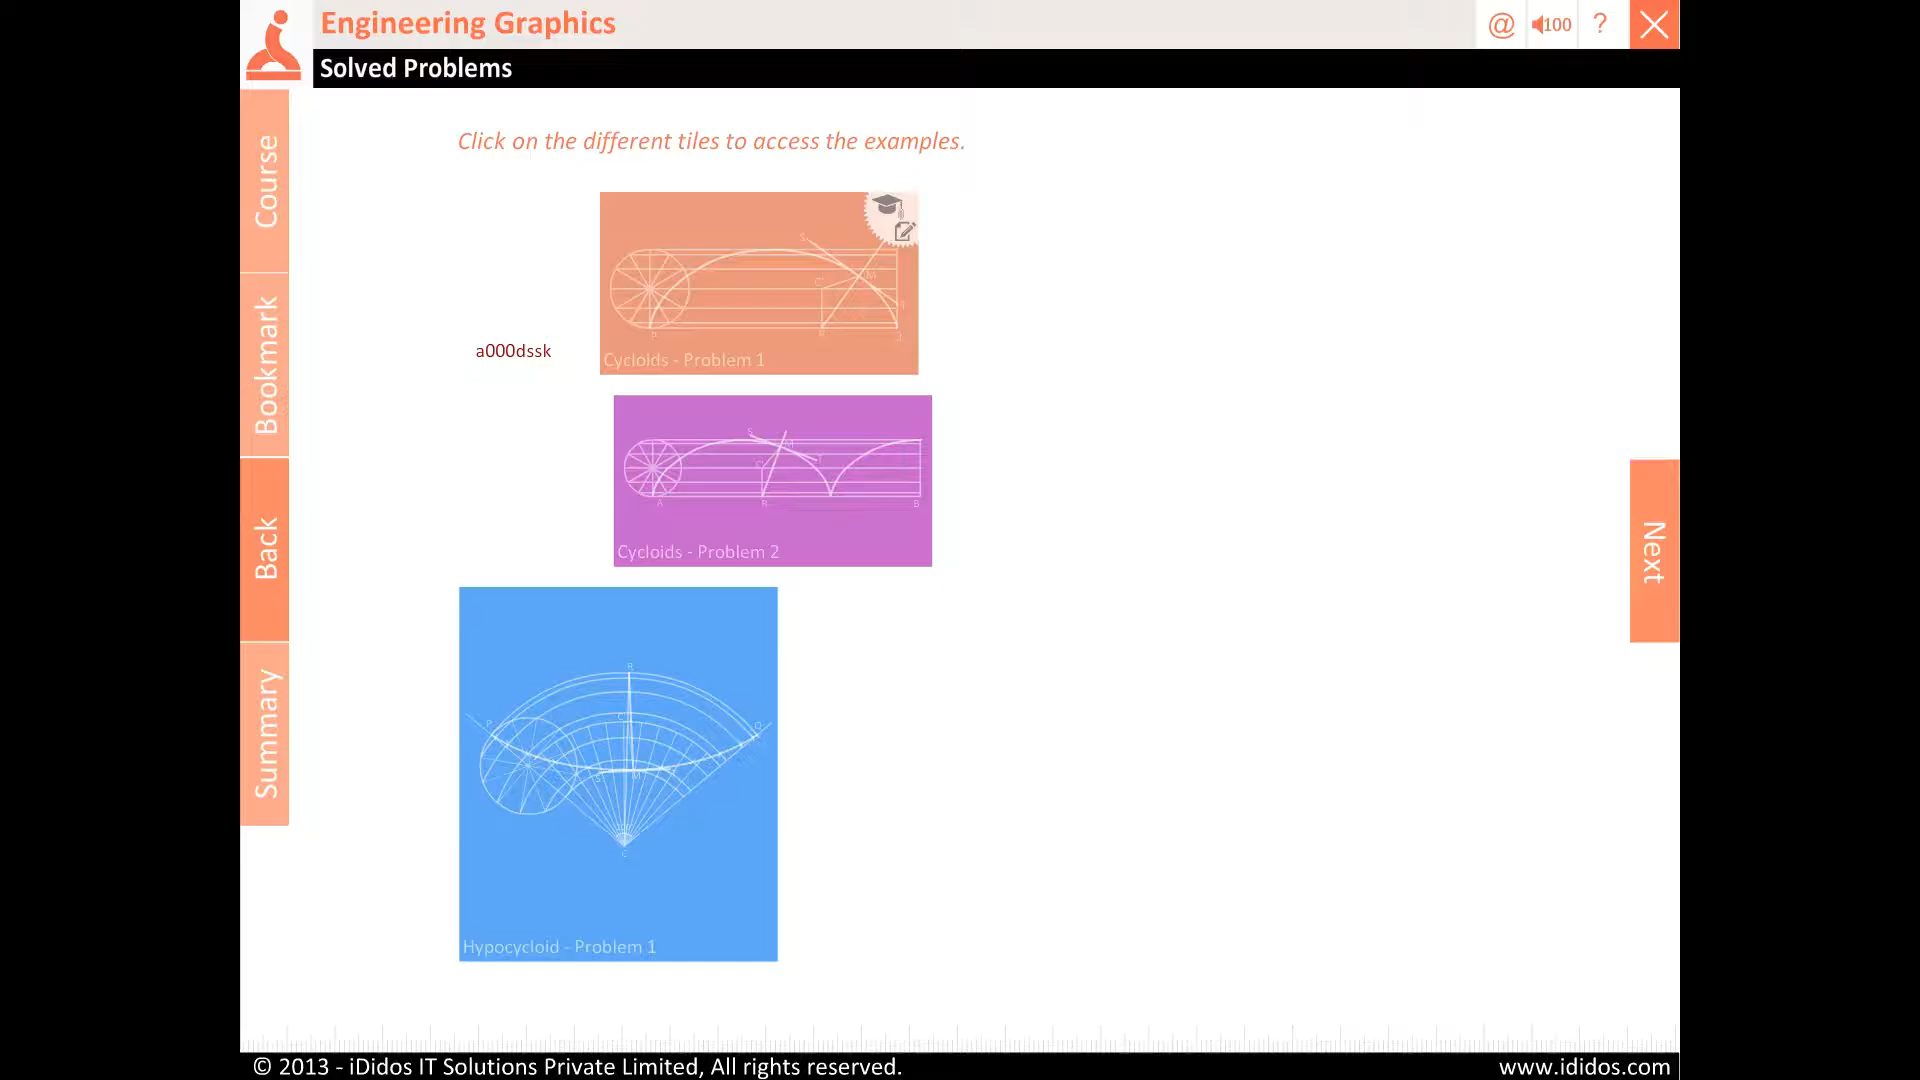 Engineering Graphics
@ 100 ?
Solved Problems
Course
Bookmark
Back
Summary
Click on the different tiles to access the examples.
S
M
C'
P
Cycloids - Problem 1
a000dssk
S
M
T
A
B
Cycloids - Problem 2
C
Hypocycloid - Problem 1
Next
© 2013 - iDidos IT Solutions Private Limited, All rights reserved.
www.ididos.com